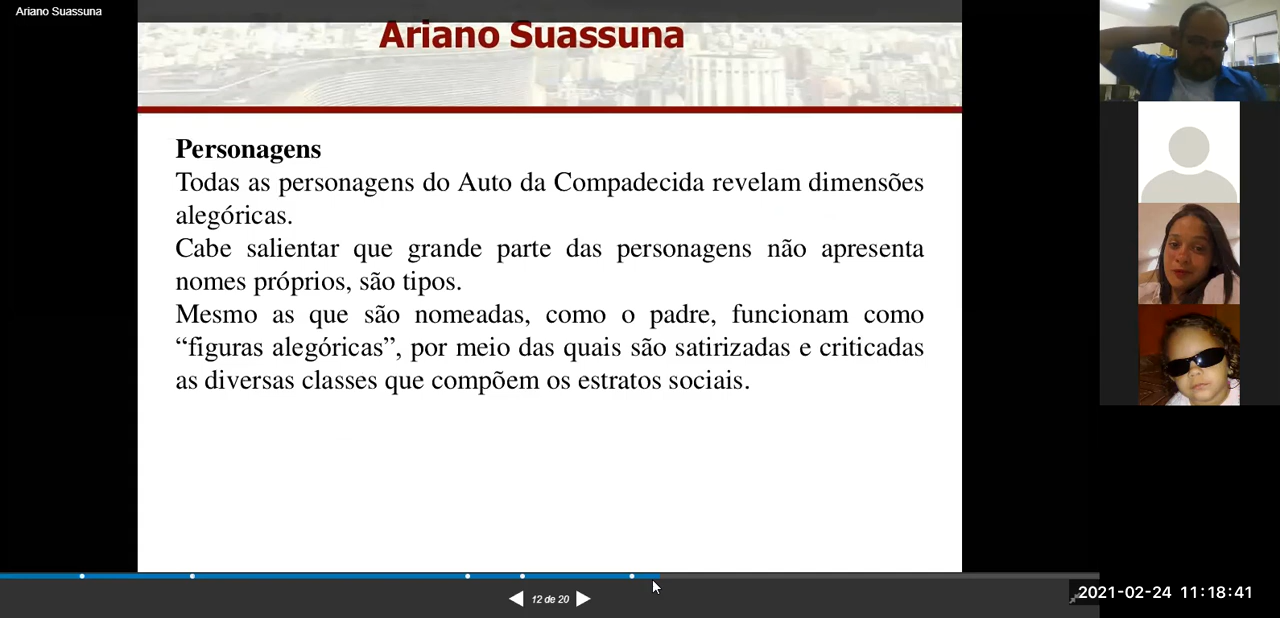 Ariano Suassuna
Ariano Suassuna
Personagens
Todas as personagens do Auto da Compadecida revelam dimensões
alegóricas.
Cabe salientar que grande parte das personagens não apresenta
nomes próprios, são tipos.
Mesmo as que são nomeadas, como o padre, funcionam como
“figuras alegóricas”, por meio das quais são satirizadas e criticadas
as diversas classes que compõem os estratos sociais.
12 de 20
2021-02-24 11:18:41